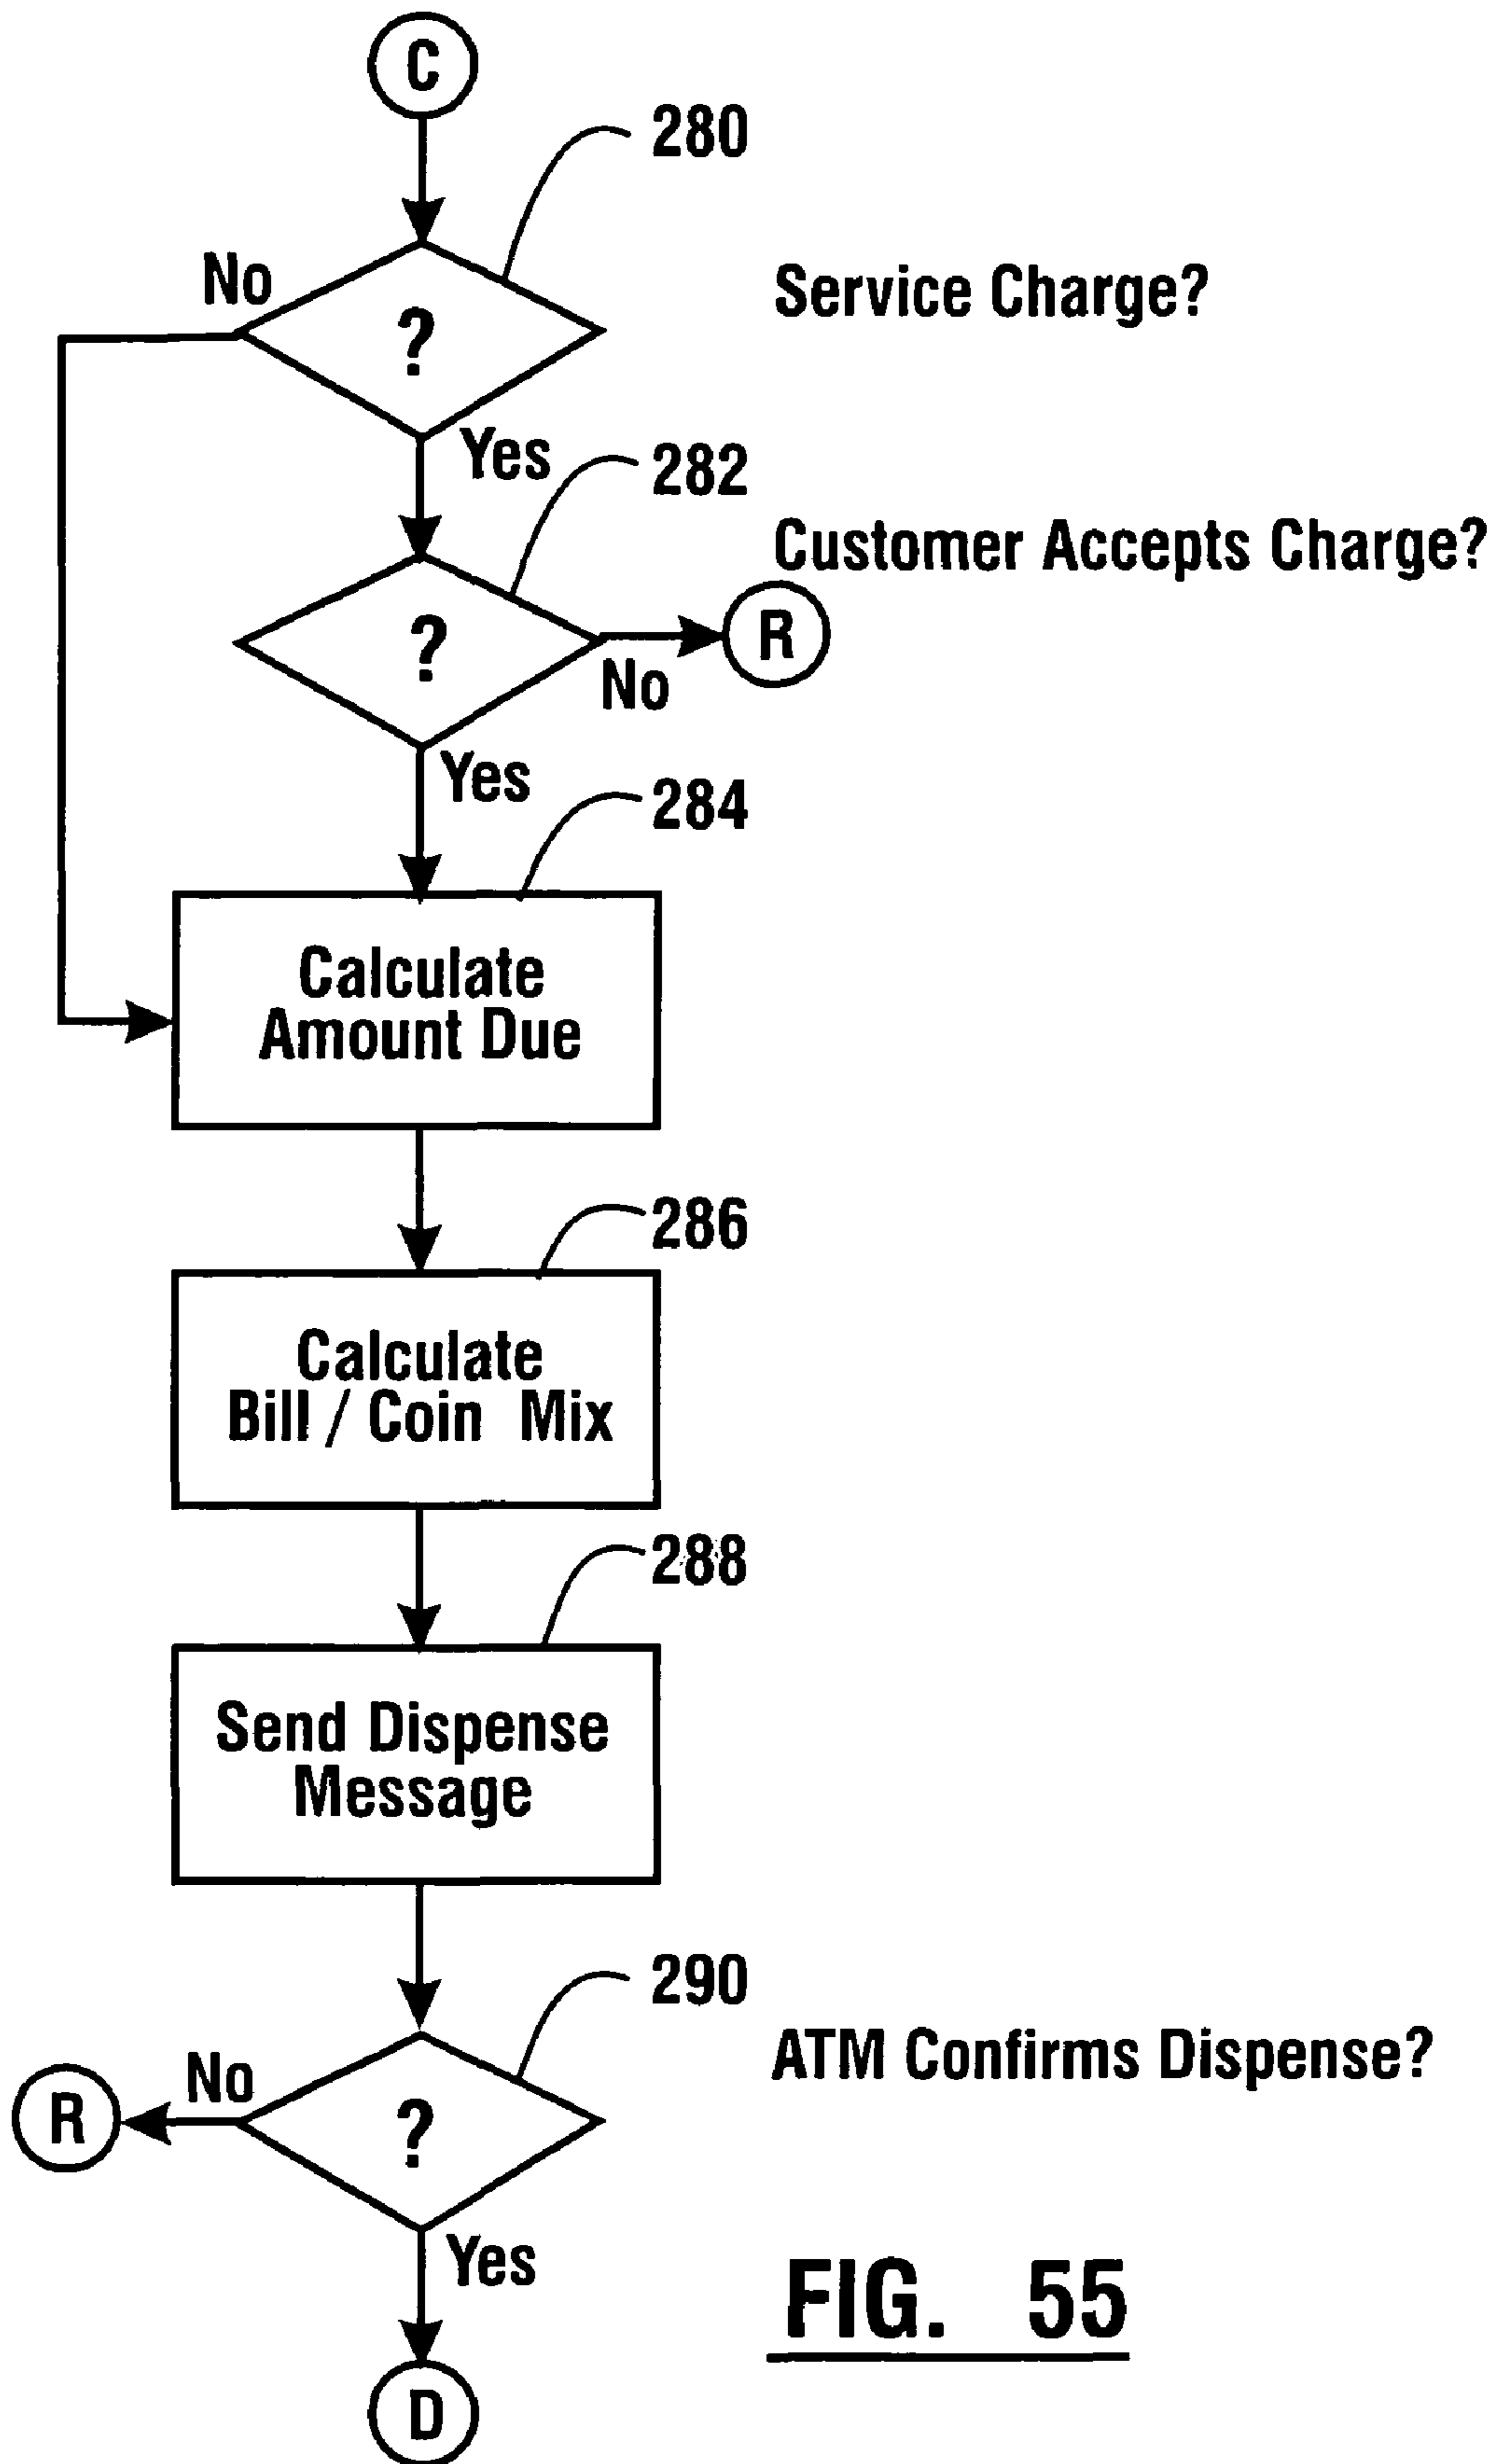 C
280
No
?
Service Charge?
Yes
282
Customer Accepts Charge?
?
R
No
Yes
284
Calculate
Amount Due
286
Calculate
Bill / Coin Mix
288
Send Dispense
Message
290
ATM Confirms Dispense?
No
R
?
Yes
FIG. 55
D